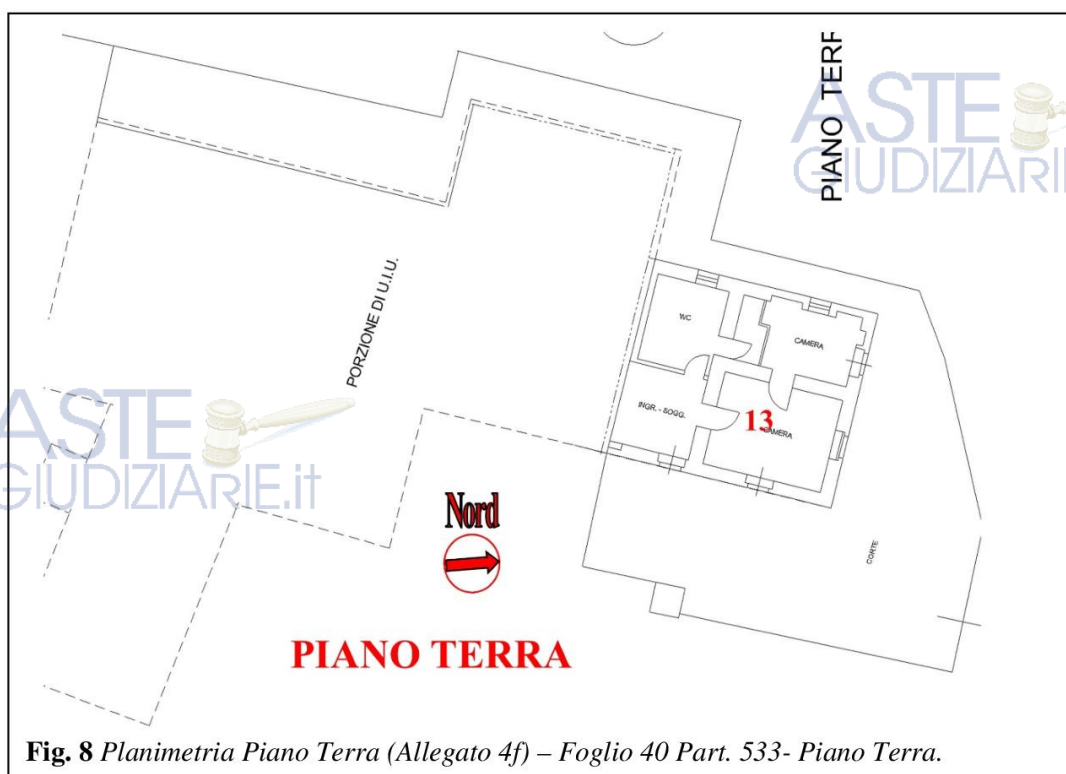 PIANO TERR
ASTE
GIUDIZIARIE
PORZIONE DI U.I.U.
WC
CAMERA
INGR. - SOGG.
13
CAMERA
ASTE
GIUDIZIARIE.it
Nord
CORTE
PIANO TERRA
Fig. 8 Planimetria Piano Terra (Allegato 4f) – Foglio 40 Part. 533- Piano Terra.